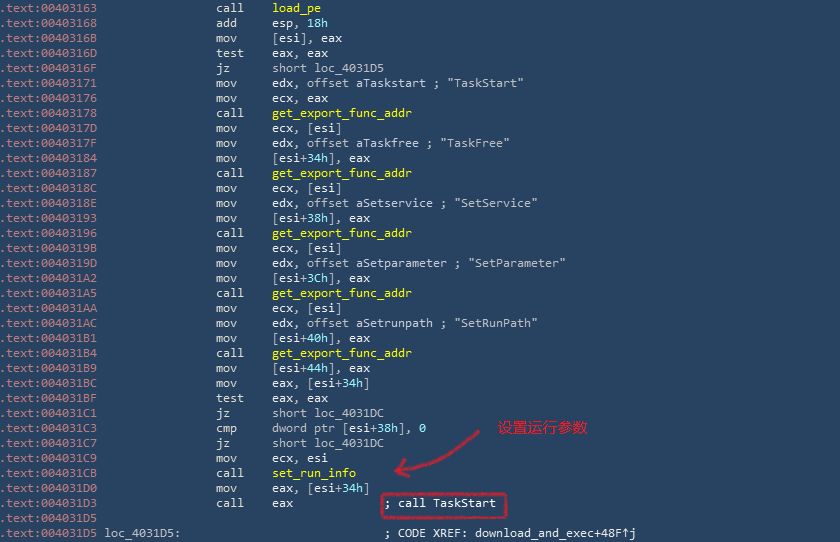 .text:00403163 call load_pe
.text:00403168 add esp, 18h
.text:0040316B mov [esi], eax
.text:0040316D test eax, eax
.text:0040316F jz short loc_4031D5
.text:00403171 mov edx, offset aTaskstart ; "TaskStart"
.text:00403176 mov ecx, eax
.text:00403178 call get_export_func_addr
.text:0040317D mov ecx, [esi]
.text:0040317F mov edx, offset aTaskfree ; "TaskFree"
.text:00403184 mov [esi+34h], eax
.text:00403187 call get_export_func_addr
.text:0040318C mov ecx, [esi]
.text:0040318E mov edx, offset aSetservice ; "SetService"
.text:00403193 mov [esi+38h], eax
.text:00403196 call get_export_func_addr
.text:0040319B mov ecx, [esi]
.text:0040319D mov edx, offset aSetparameter ; "SetParameter"
.text:004031A2 mov [esi+3Ch], eax
.text:004031A5 call get_export_func_addr
.text:004031AA mov ecx, [esi]
.text:004031AC mov edx, offset aSetrunpath ; "SetRunPath"
.text:004031B1 mov [esi+40h], eax
.text:004031B4 call get_export_func_addr
.text:004031B9 mov [esi+44h], eax
.text:004031BC mov eax, [esi+34h]
.text:004031BF test eax, eax
.text:004031C1 jz short loc_4031DC
.text:004031C3 cmp dword ptr [esi+38h], 0
设置运行参数
.text:004031C7 jz short loc_4031DC
.text:004031C9 mov ecx, esi
.text:004031CB call set_run_info
.text:004031D0 mov eax, [esi+34h]
.text:004031D3 call eax ; call TaskStart
.text:004031D5
.text:004031D5 loc_4031D5: ; CODE XREF: download_and_exec+48F↑j